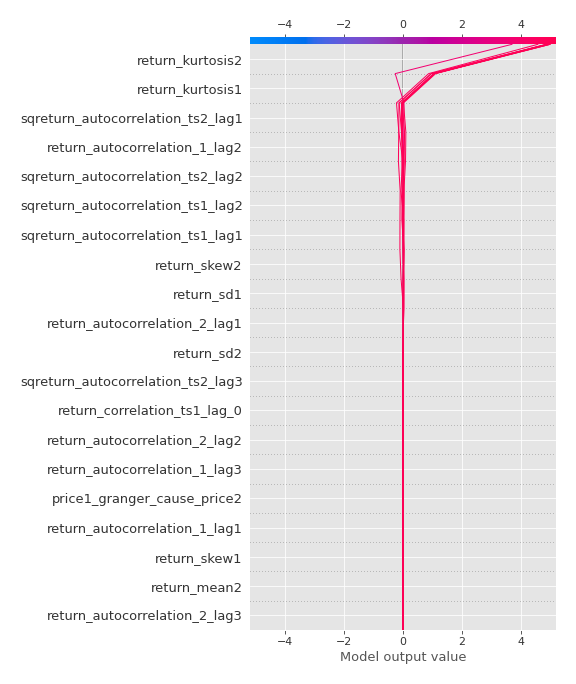 −4 −2 0 2 4
return_kurtosis2
return_kurtosis1
sqreturn_autocorrelation_ts2_lag1
return_autocorrelation_1_lag2
sqreturn_autocorrelation_ts2_lag2
sqreturn_autocorrelation_ts1_lag2
sqreturn_autocorrelation_ts1_lag1
return_skew2
return_sd1
return_autocorrelation_2_lag1
return_sd2
sqreturn_autocorrelation_ts2_lag3
return_correlation_ts1_lag_0
return_autocorrelation_2_lag2
return_autocorrelation_1_lag3
price1_granger_cause_price2
return_autocorrelation_1_lag1
return_skew1
return_mean2
return_autocorrelation_2_lag3
−4 −2 0 2 4
Model output value